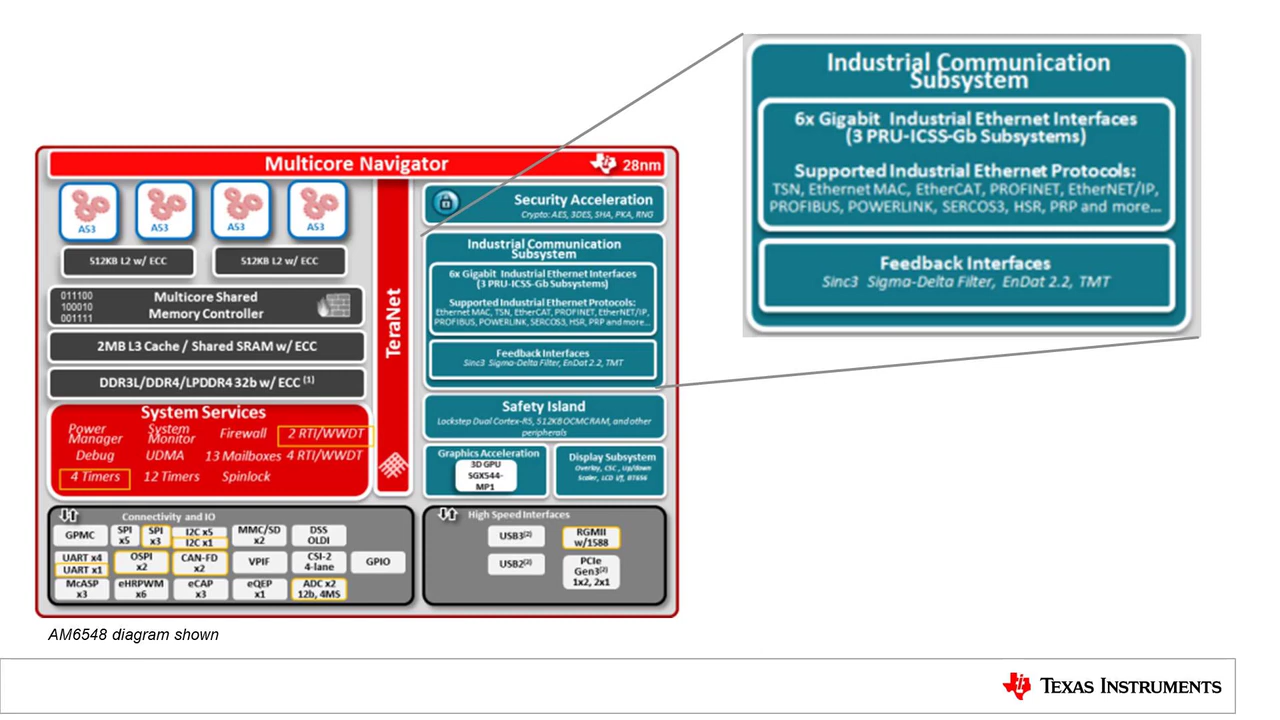 Multicore Navigator
28nm
A53
A53
A53
A53
512KB L2 w/ ECC
512KB L2 w/ ECC
011100
100010
001111
Multicore Shared
Memory Controller
2MB L3 Cache / Shared SRAM w/ ECC
DDR3L/DDR4/LPDDR4 32b w/ ECC (1)
System Services
Power
Manager
System
Monitor
Firewall
2 RTI/WWDT
Debug
UDMA
13 Mailboxes
4 RTI/WWDT
4 Timers
12 Timers
Spinlock
TeraNet
Security Acceleration
Crypto: AES, 3DES, SHA, PKA, RNG
Industrial Communication
Subsystem
6x Gigabit Industrial Ethernet Interfaces
(3 PRU-ICSS-Gb Subsystems)
Supported Industrial Ethernet Protocols:
Ethernet MAC, TSN, EtherCAT, PROFINET, EtherNET/IP,
PROFIBUS, POWERLINK, SERCOS3, HSR, PRP and more...
Feedback Interfaces
Sinc3 Sigma-Delta Filter, EnDat 2.2, TMT
Safety Island
Lockstep Dual Cortex-R5, 512KB OCMCRAM, and other
peripherals
Graphics Acceleration
3D GPU
SGX544-
MP1
Display Subsystem
Overlay, CSC , Up/down
Scaler, LCD I/f, BT656
Connectivity and IO
GPMC
SPI
x5
SPI
x3
I2C x5
I2C x1
MMC/SD
x2
DSS
OLDI
UART x4
UART x1
OSPI
x2
CAN-FD
x2
VPIF
CSI-2
4-lane
GPIO
McASP
x3
eHRPWM
x6
eCAP
x3
eQEP
x1
ADC x2
12b, 4MS
High Speed Interfaces
USB3(2)
RGMII
w/1588
USB2(2)
PCIe
Gen3(2)
1x2, 2x1
AM6548 diagram shown
Industrial Communication
Subsystem
6x Gigabit Industrial Ethernet Interfaces
(3 PRU-ICSS-Gb Subsystems)
Supported Industrial Ethernet Protocols:
TSN, Ethernet MAC, EtherCAT, PROFINET, EtherNET/IP,
PROFIBUS, POWERLINK, SERCOS3, HSR, PRP and more...
Feedback Interfaces
Sinc3 Sigma-Delta Filter, EnDat 2.2, TMT
TEXAS INSTRUMENTS